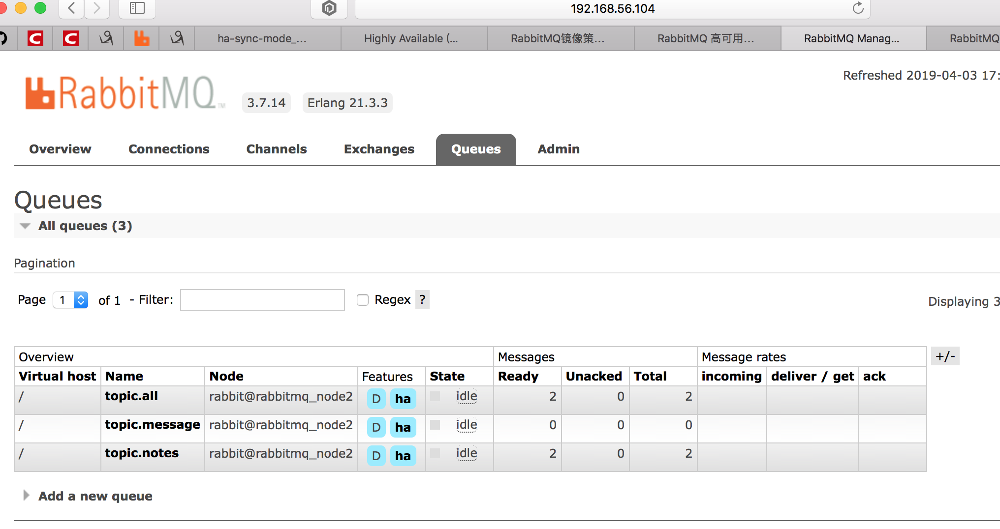 192.168.56.104
ha-sync-mode_... Highly Available (... RabbitMQ镜像策... RabbitMQ 高可用... RabbitMQ Manag... RabbitMQ
Refreshed 2019-04-03 17:
RabbitMQ™ 3.7.14 Erlang 21.3.3
Overview Connections Channels Exchanges Queues Admin
Queues
All queues (3)
Pagination
Page 1 of 1 - Filter: Regex ?
Displaying 3
Overview Messages Message rates +/-
Virtual host Name Node Features State Ready Unacked Total incoming deliver / get ack
/ topic.all rabbit@rabbitmq_node2 D ha idle 2 0 2
/ topic.message rabbit@rabbitmq_node2 D ha idle 0 0 0
/ topic.notes rabbit@rabbitmq_node2 D ha idle 2 0 2
Add a new queue